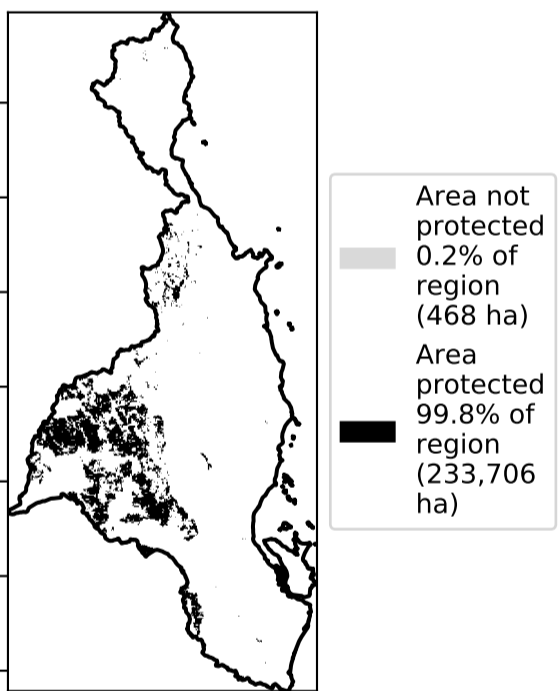 Area not
protected
0.2% of
region
(468 ha)
Area
protected
99.8% of
region
(233,706
ha)